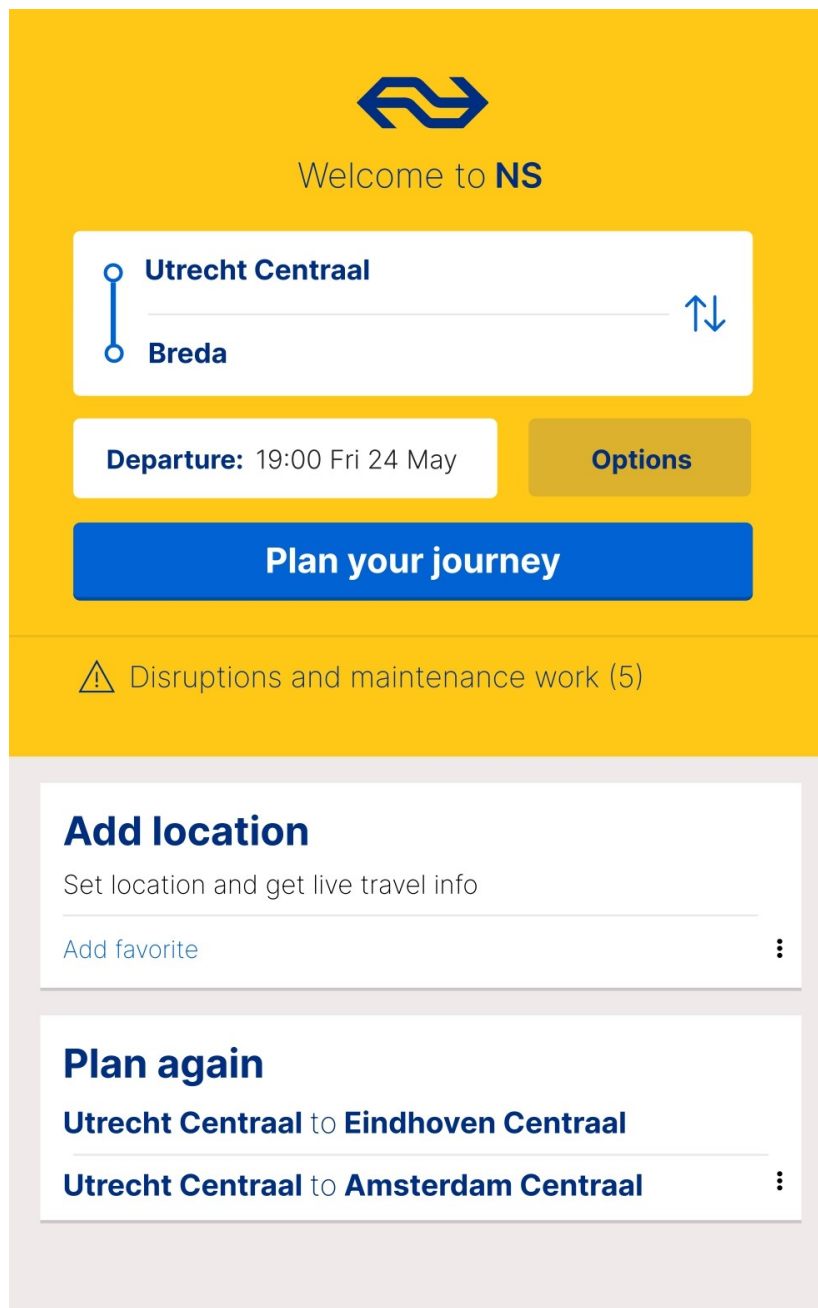 Welcome to NS
Utrecht Centraal
Breda
Departure: 19:00 Fri 24 May
Options
Plan your journey
Disruptions and maintenance work (5)
Add location
Set location and get live travel info
Add favorite
Plan again
Utrecht Centraal to Eindhoven Centraal
Utrecht Centraal to Amsterdam Centraal